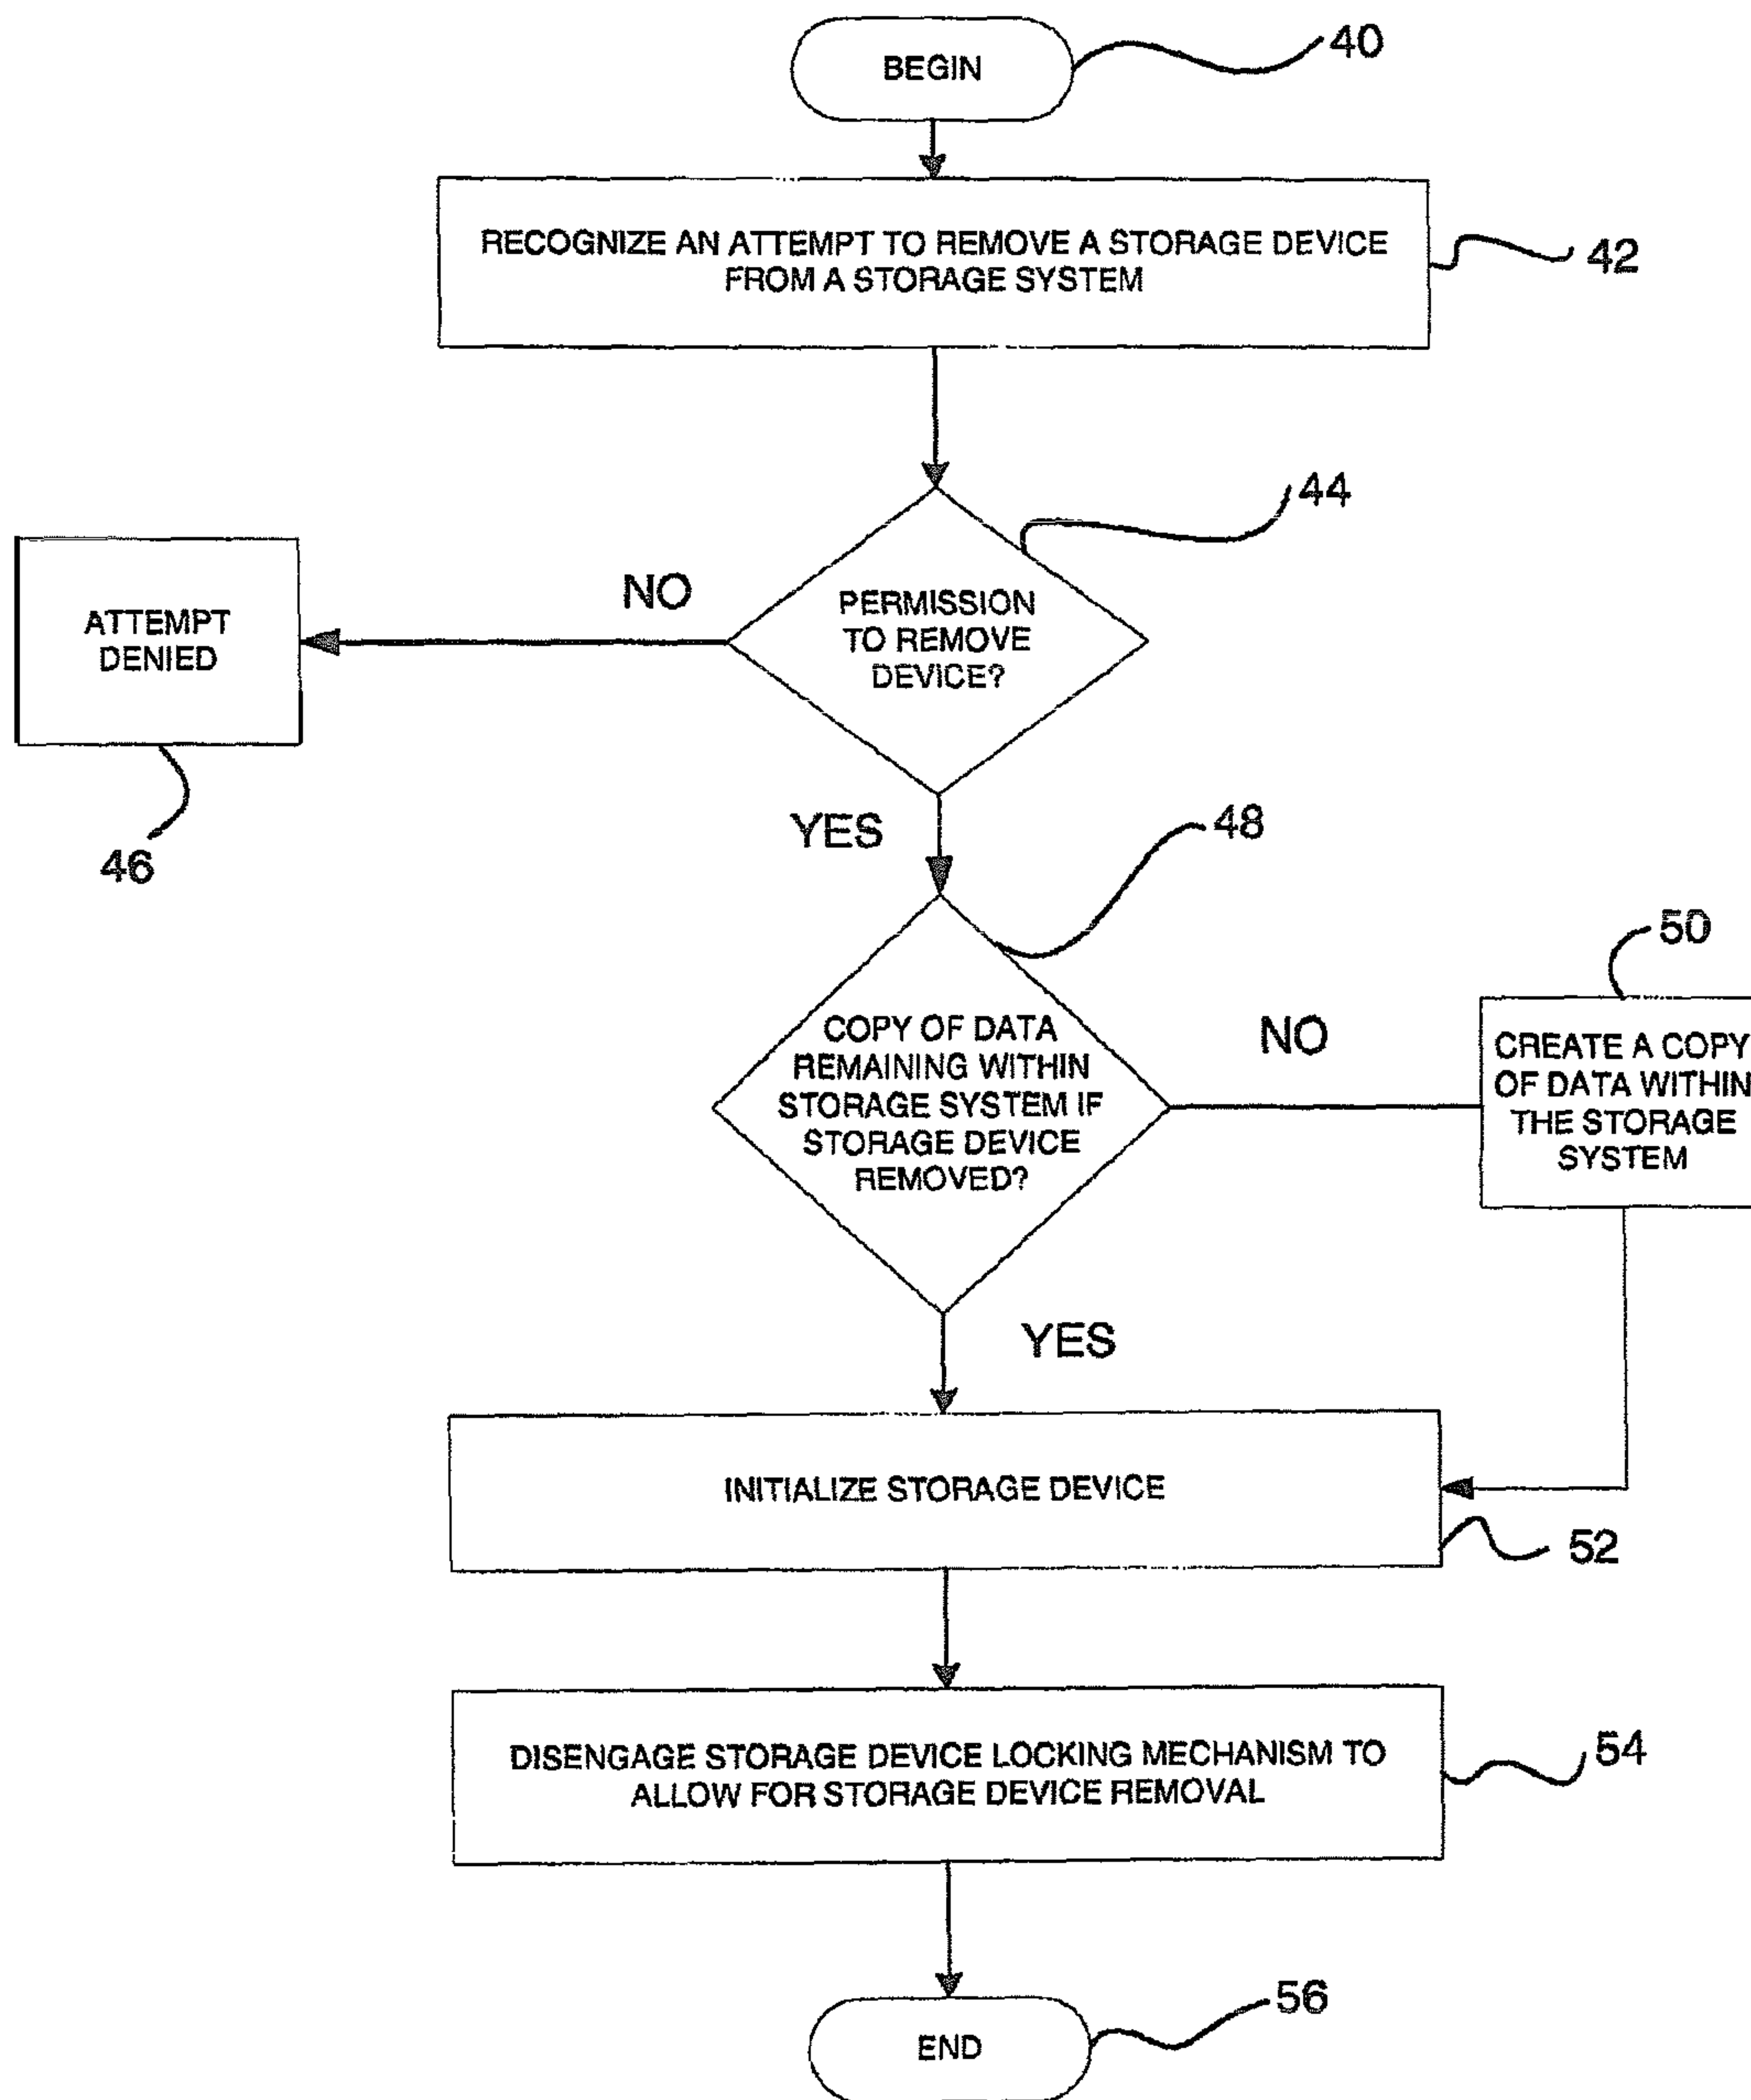 BEGIN
40
RECOGNIZE AN ATTEMPT TO REMOVE A STORAGE DEVICE
FROM A STORAGE SYSTEM
42
44
PERMISSION
TO REMOVE
DEVICE?
NO
ATTEMPT
DENIED
46
YES
48
COPY OF DATA
REMAINING WITHIN
STORAGE SYSTEM IF
STORAGE DEVICE
REMOVED?
NO
50
CREATE A COPY
OF DATA WITHIN
THE STORAGE
SYSTEM
YES
INITIALIZE STORAGE DEVICE
52
DISENGAGE STORAGE DEVICE LOCKING MECHANISM TO
ALLOW FOR STORAGE DEVICE REMOVAL
54
56
END